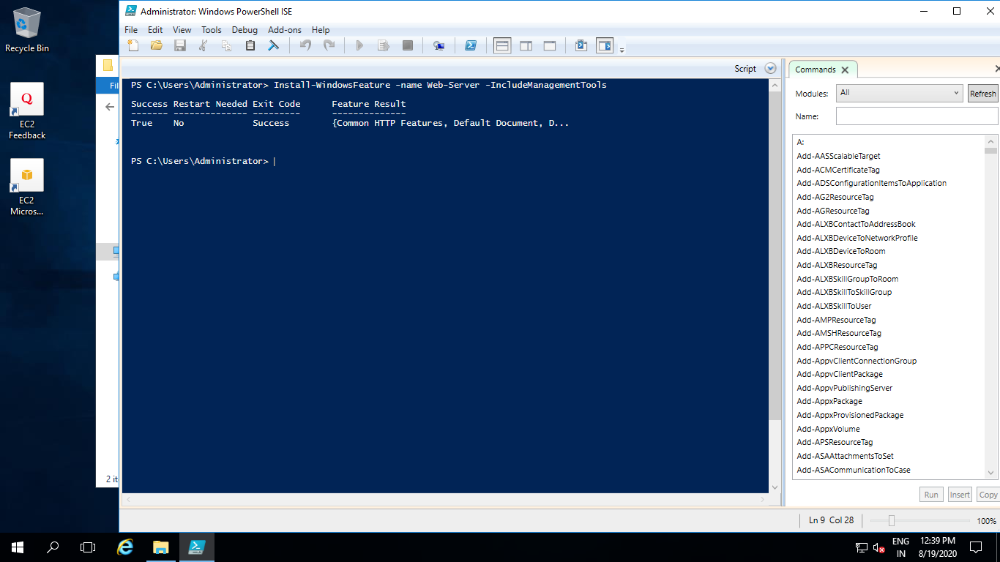 Recycle Bin
EC2
Feedback
EC2
Micros...
Fil
2 it
Administrator: Windows PowerShell ISE
File Edit View Tools Debug Add-ons Help
Script
PS C:\Users\Administrator> Install-WindowsFeature -name Web-Server -IncludeManagementTools
Success Restart Needed Exit Code Feature Result
------- -------------- --------- --------------
True No Success {Common HTTP Features, Default Document, D...
PS C:\Users\Administrator>
Commands
Modules: All Refresh
Name:
A:
Add-AASScalableTarget
Add-ACMCertificateTag
Add-ADSConfigurationItemsToApplication
Add-AG2ResourceTag
Add-AGResourceTag
Add-ALXBContactToAddressBook
Add-ALXBDeviceToNetworkProfile
Add-ALXBDeviceToRoom
Add-ALXBResourceTag
Add-ALXBSkillGroupToRoom
Add-ALXBSkillToSkillGroup
Add-ALXBSkillToUser
Add-AMPResourceTag
Add-AMSHResourceTag
Add-APPCResourceTag
Add-AppvClientConnectionGroup
Add-AppvClientPackage
Add-AppvPublishingServer
Add-AppxPackage
Add-AppxProvisionedPackage
Add-AppxVolume
Add-APSResourceTag
Add-ASAAttachmentsToSet
Add-ASACommunicationToCase
Run Insert Copy
Ln 9 Col 28
100%
ENG
IN
12:39 PM
8/19/2020